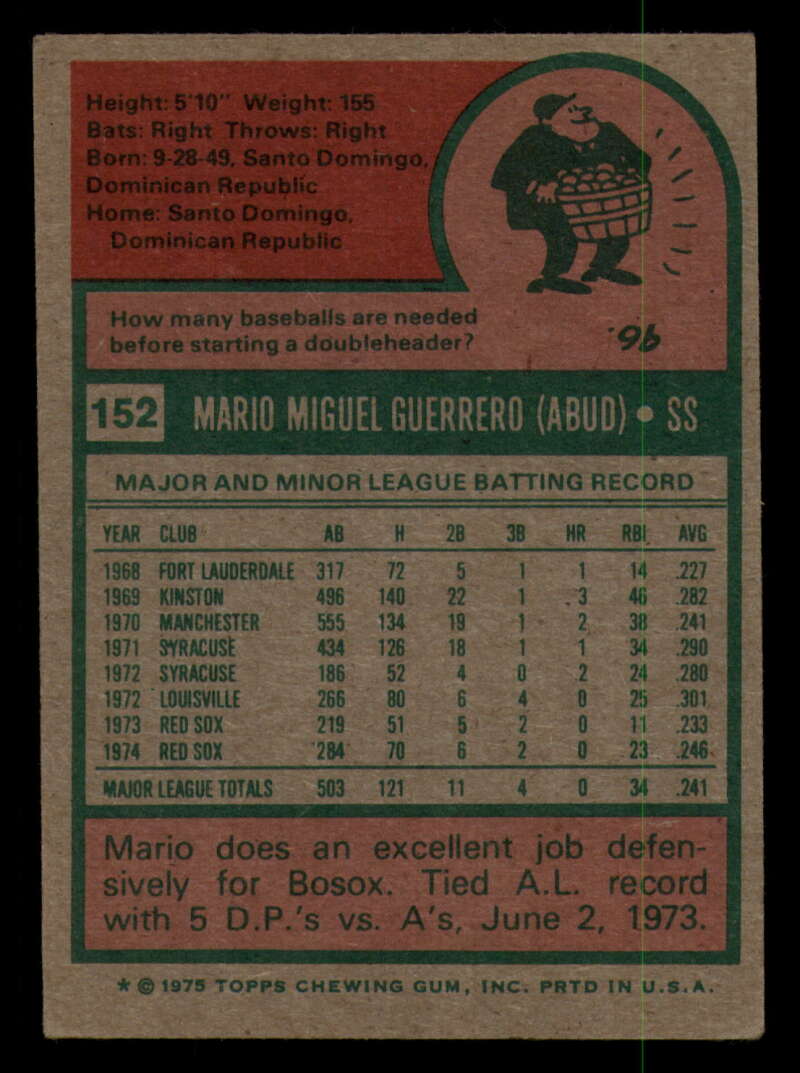 Height: 5'10" Weight: 155
Bats: Right Throws: Right
Born: 9-28-49, Santo Domingo,
Dominican Republic
Home: Santo Domingo,
Dominican Republic
How many baseballs are needed
before starting a doubleheader?
96.
152 MARIO MIGUEL GUERRERO (ABUD) • SS
MAJOR AND MINOR LEAGUE BATTING RECORD
YEAR CLUB AB H 2B 3B HR RBI AVG
1968 FORT LAUDERDALE 317 72 5 1 1 14 .227
1969 KINSTON 496 140 22 1 3 46 .282
1970 MANCHESTER 555 134 19 1 2 38 .241
1971 SYRACUSE 434 126 18 1 1 34 .290
1972 SYRACUSE 186 52 4 0 2 24 .280
1972 LOUISVILLE 266 80 6 4 0 25 .301
1973 RED SOX 219 51 5 2 0 11 .233
1974 RED SOX 284 70 6 2 0 23 .246
MAJOR LEAGUE TOTALS 503 121 11 4 0 34 .241
Mario does an excellent job defen-
sively for Bosox. Tied A.L. record
with 5 D.P.'s vs. A's, June 2, 1973.
* © 1975 TOPPS CHEWING GUM, INC. PRTD IN U.S.A.